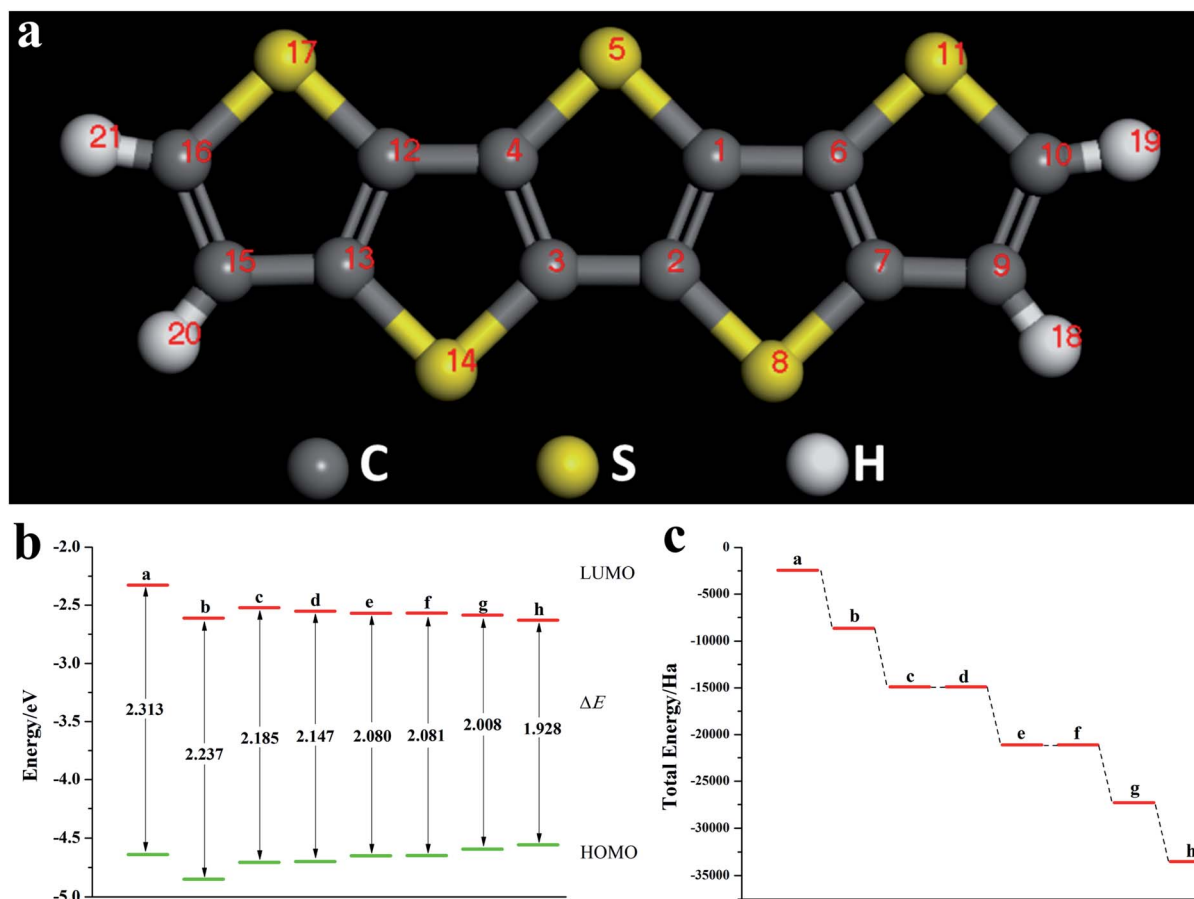 a
17 5 11
21 16 12 4 1 6 10 19
15 13 3 2 7 9
20 14 8 18
C S H
b
-2.0
-2.5
-3.0
-3.5
-4.0
-4.5
-5.0
Energy/eV
a b c d e f g h
LUMO
ΔE
2.313 2.237 2.185 2.147 2.080 2.081 2.008 1.928
HOMO
c
0
-5000
-10000
-15000
-20000
-25000
-30000
-35000
Total Energy/Ha
a
b
c d
e f
g
h